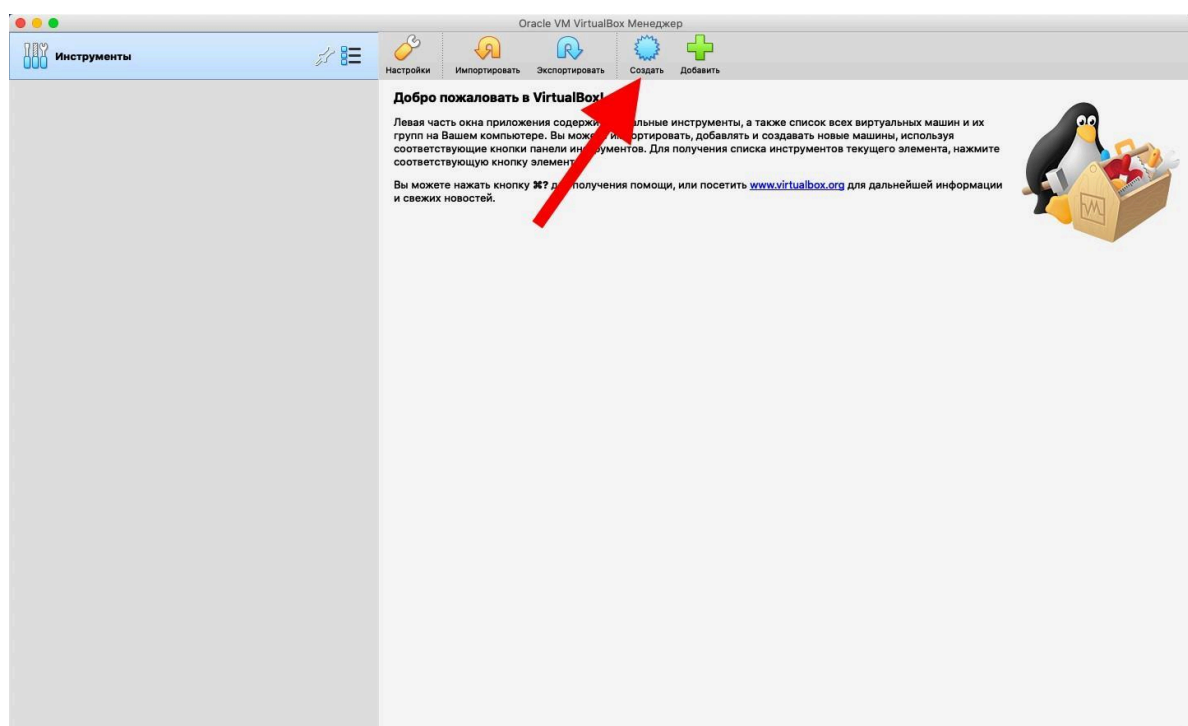 Oracle VM VirtualBox Менеджер
Инструменты
Настройки Импортировать Экспортировать Создать Добавить
Добро пожаловать в VirtualBox!
Левая часть окна приложения содержи альные инструменты, а также список всех виртуальных машин и их
групп на Вашем компьютере. Вы може ортировать, добавлять и создавать новые машины, используя
соответствующие кнопки панели ин ументов. Для получения списка инструментов текущего элемента, нажмите
соответствующую кнопку элемент
Вы можете нажать кнопку ⌘? д получения помощи, или посетить www.virtualbox.org для дальнейшей информации
и свежих новостей.
VM